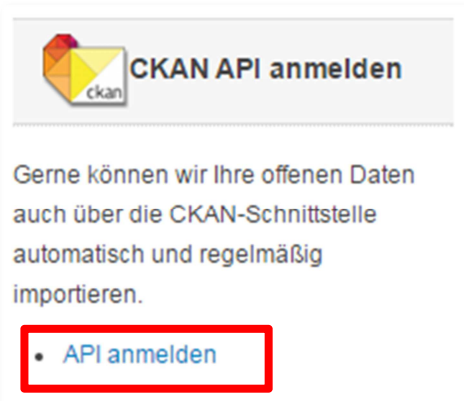 ckan
CKAN API anmelden
Gerne können wir Ihre offenen Daten
auch über die CKAN-Schnittstelle
automatisch und regelmäßig
importieren.
• API anmelden